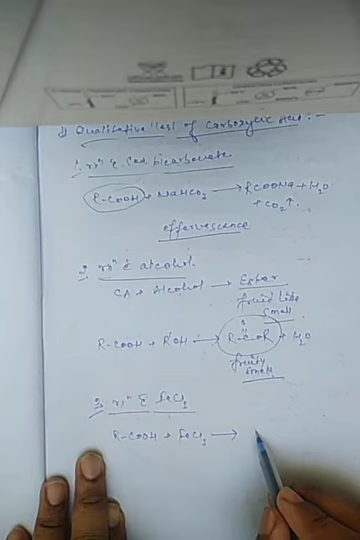 1) Qualitative test of Carboxylic Acid :-
1. rxn c̄ Sod. bicarbonate.
R-COOH + NaHCO3 → RCOONa + H2O
+ CO2 ↑.
effervescence
2. rxn c̄ alcohol.
CA + Alcohol → Ester
fruit like
smell
R-COOH + R'OH → R-C-OR + H2O
O
fruity
smell
3. rxn c̄ FeCl3
R-COOH + FeCl3 →